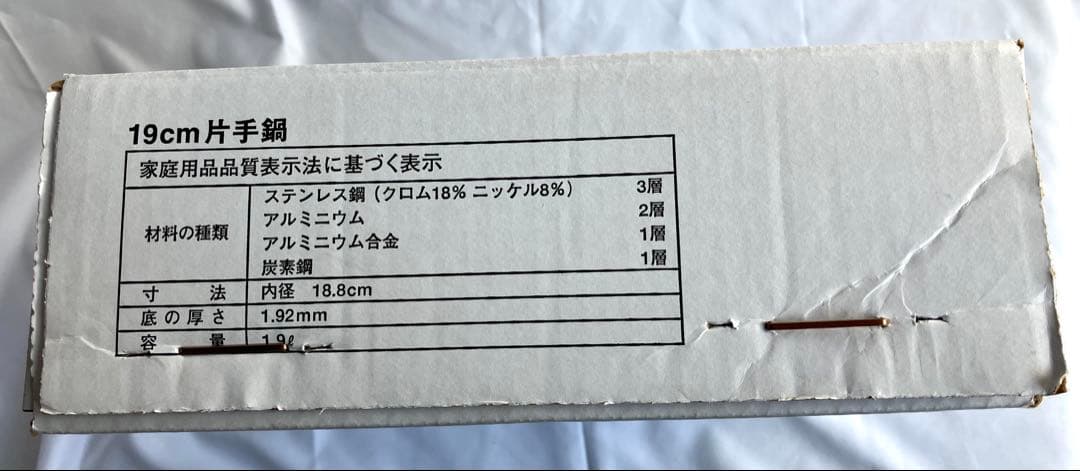 19cm片手鍋
家庭用品品質表示法に基づく表示
材料の種類
ステンレス鋼（クロム18% ニッケル8%） 3層
アルミニウム 2層
アルミニウム合金 1層
炭素鋼 1層
寸法 内径 18.8cm
底の厚さ 1.92mm
容量 1.9ℓ